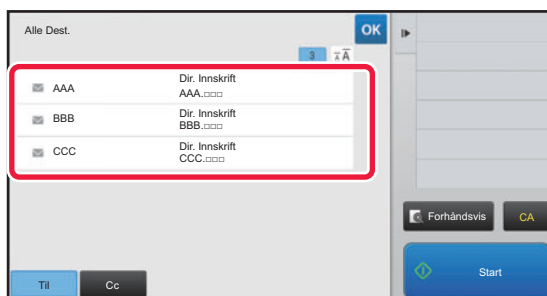 Alle Dest.
OK
3
AAA
Dir. Innskrift
AAA.□□□
BBB
Dir. Innskrift
BBB.□□□
CCC
Dir. Innskrift
CCC.□□□
Forhåndsvis
CA
Til
Cc
Start